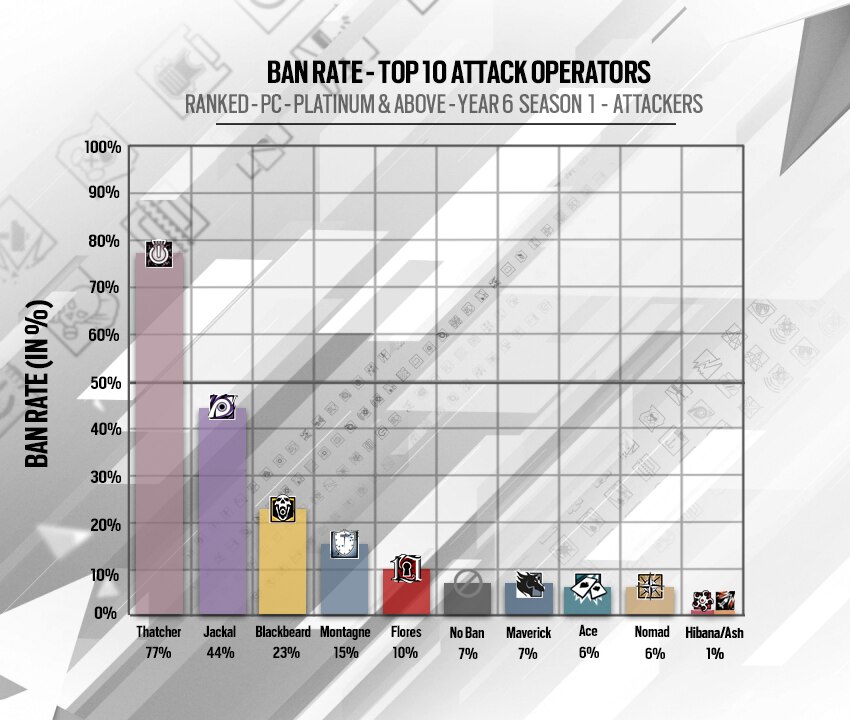 BAN RATE - TOP 10 ATTACK OPERATORS
RANKED - PC - PLATINUM & ABOVE - YEAR 6 SEASON 1 - ATTACKERS
BAN RATE (IN %)
100%
90%
80%
70%
60%
50%
40%
30%
20%
10%
0%
Thatcher Jackal Blackbeard Montagne Flores No Ban Maverick Ace Nomad Hibana/Ash
77% 44% 23% 15% 10% 7% 7% 6% 6% 1%